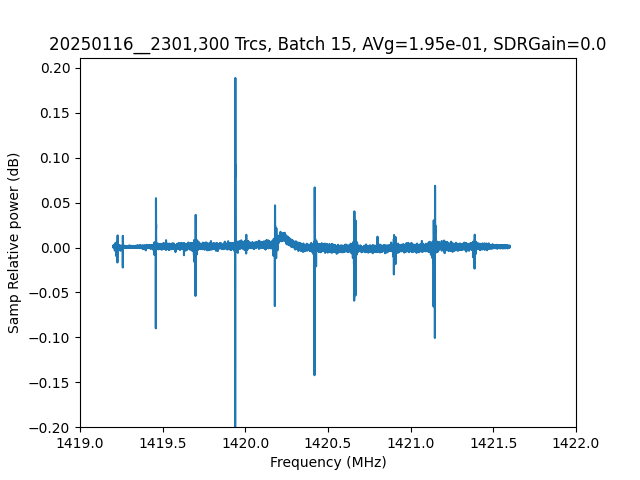 20250116__2301,300 Trcs, Batch 15, AVg=1.95e-01, SDRGain=0.0
0.20
0.15
0.10
0.05
0.00
−0.05
−0.10
−0.15
−0.20
Samp Relative power (dB)
1419.0 1419.5 1420.0 1420.5 1421.0 1421.5 1422.0
Frequency (MHz)